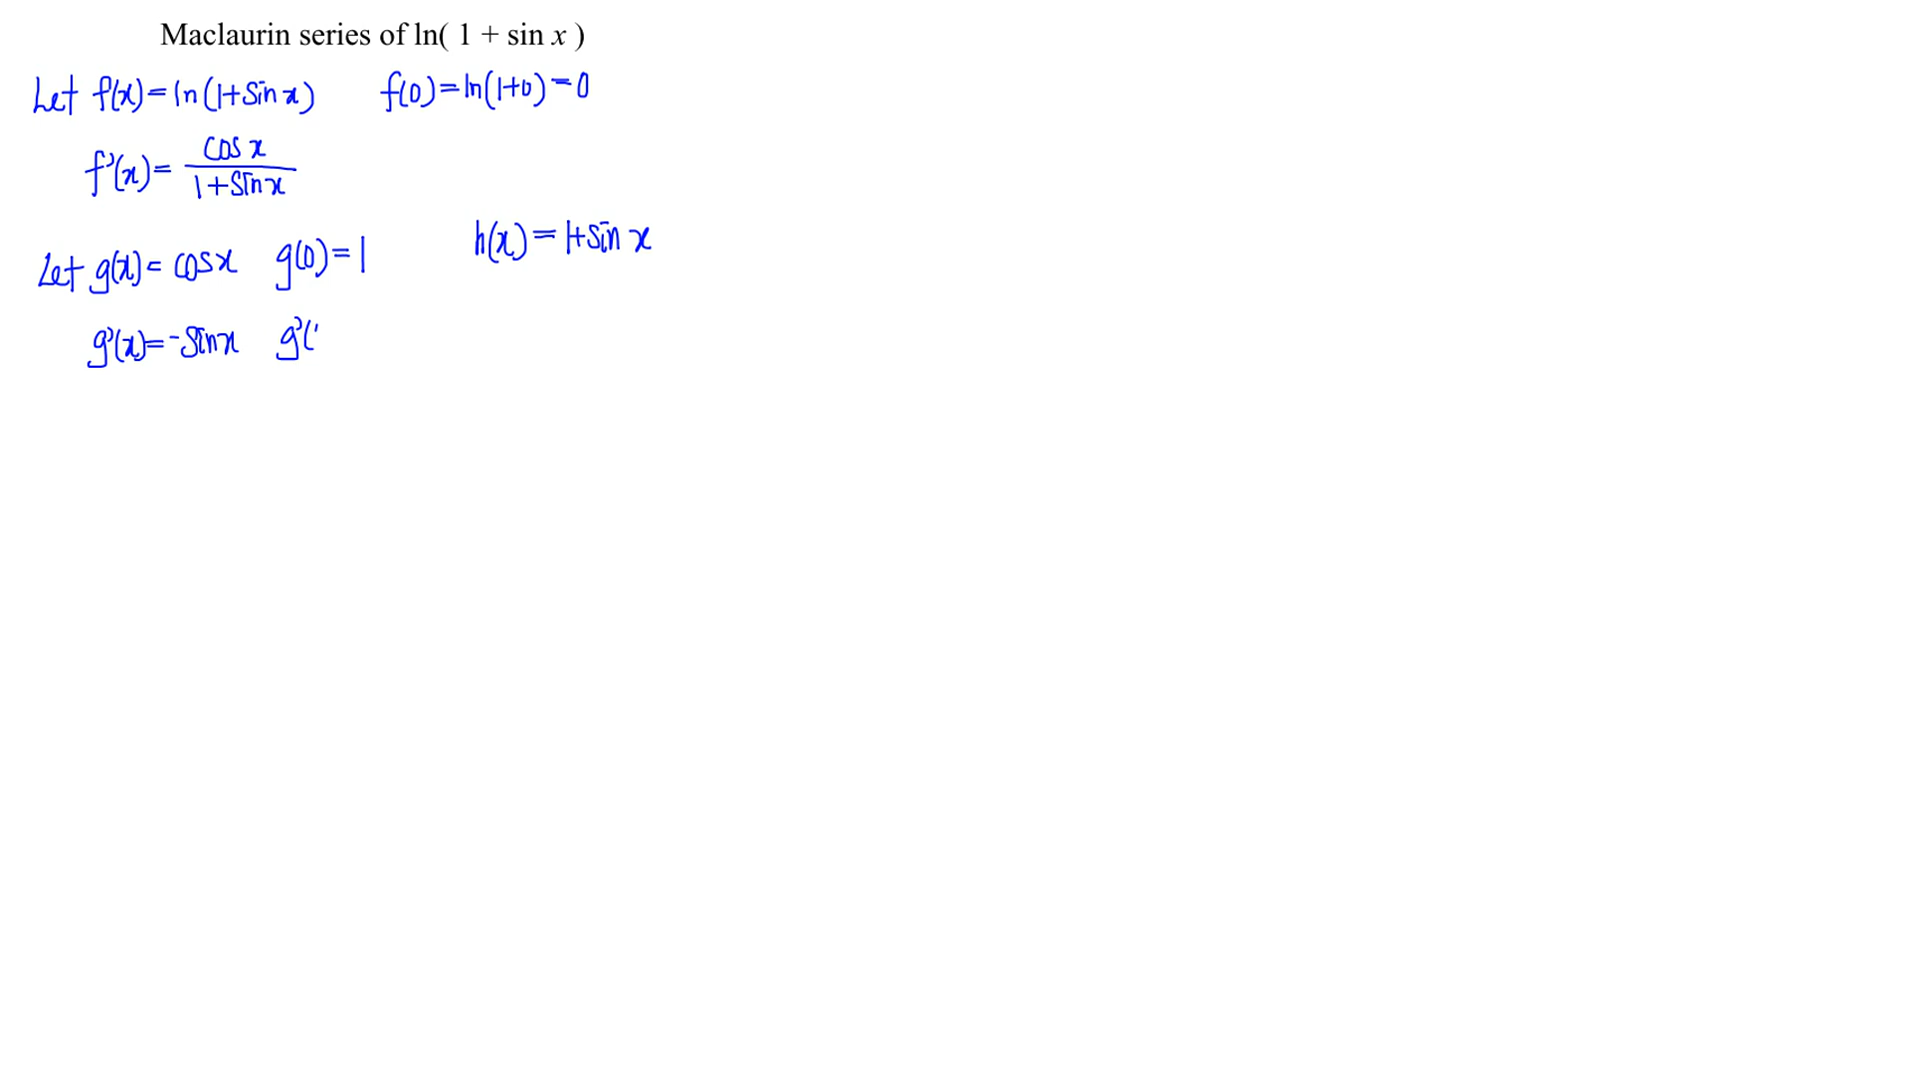 Maclaurin series of ln( 1 + sin x )
Let f(x) = ln(1+sin x) f(0) = ln(1+0) = 0
f'(x) = cos x / 1+sin x
Let g(x) = cos x g(0) = 1 h(x) = 1+sin x
g'(x) = -sin x g'(